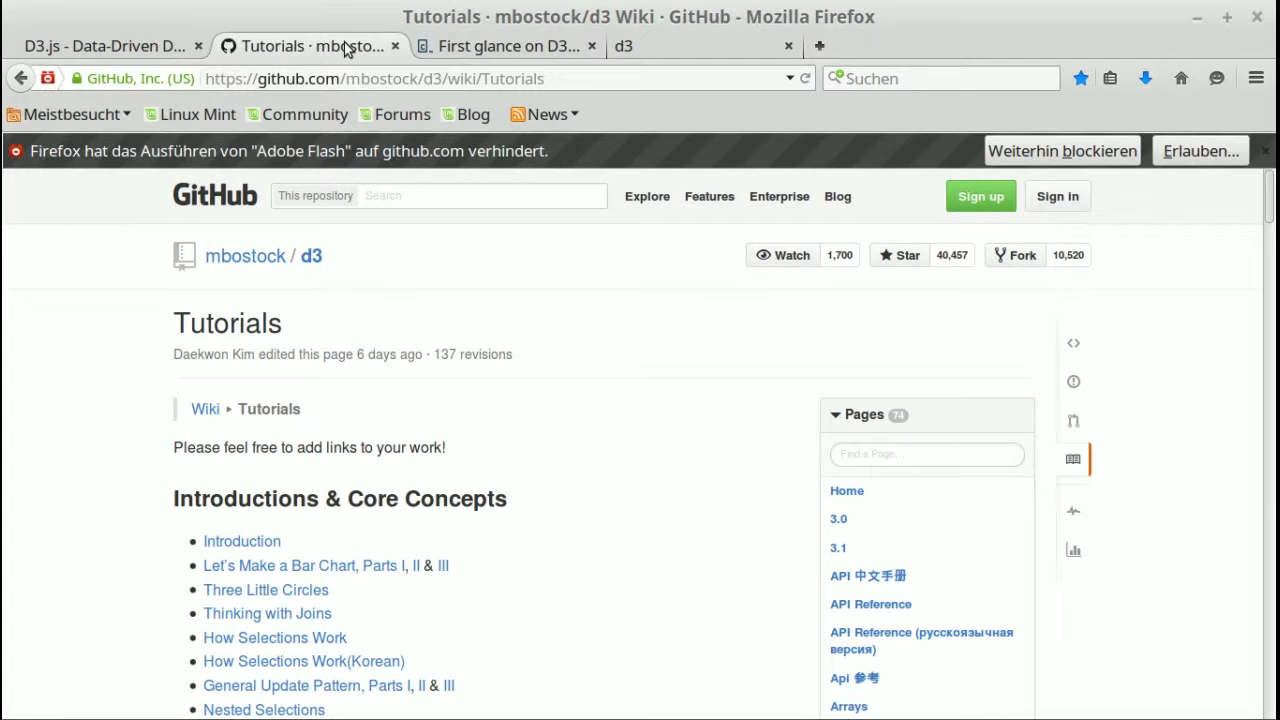 Tutorials · mbostock/d3 Wiki · GitHub - Mozilla Firefox
D3.js - Data-Driven D... Tutorials · mbosto... First glance on D3... d3
GitHub, Inc. (US) https://github.com/mbostock/d3/wiki/Tutorials Suchen
Meistbesucht Linux Mint Community Forums Blog News
Firefox hat das Ausführen von "Adobe Flash" auf github.com verhindert. Weiterhin blockieren Erlauben...
GitHub This repository Search Explore Features Enterprise Blog Sign up Sign in
mbostock / d3 Watch 1,700 Star 40,457 Fork 10,520
Tutorials
Daekwon Kim edited this page 6 days ago · 137 revisions
Wiki ▸ Tutorials
Please feel free to add links to your work!
Introductions & Core Concepts
• Introduction
• Let's Make a Bar Chart, Parts I, II & III
• Three Little Circles
• Thinking with Joins
• How Selections Work
• How Selections Work(Korean)
• General Update Pattern, Parts I, II & III
• Nested Selections
Pages 74
Find a Page...
Home
3.0
3.1
API 中文手册
API Reference
API Reference (русскоязычная
версия)
Api 参考
Arrays